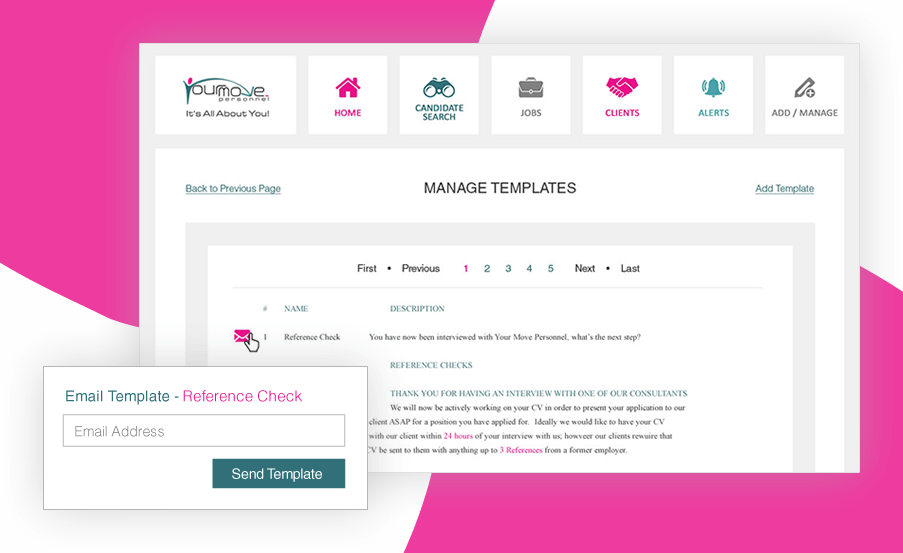 Yourmove
personnel
It's All About You!
HOME
CANDIDATE
SEARCH
JOBS
CLIENTS
ALERTS
ADD / MANAGE
Back to Previous Page
MANAGE TEMPLATES
Add Template
First • Previous 1 2 3 4 5 Next • Last
# NAME DESCRIPTION
1 Reference Check You have now been interviewed with Your Move Personnel, what's the next step?
REFERENCE CHECKS
THANK YOU FOR HAVING AN INTERVIEW WITH ONE OF OUR CONSULTANTS
We will now be actively working on your CV in order to present your application to our
client ASAP for a position you have applied for. Ideally we would like to have your CV
with our client within 24 hours of your interview with us; howveer our clients rewuire that
CV be sent to them with anything up to 3 References from a former employer.
Email Template - Reference Check
Email Address
Send Template